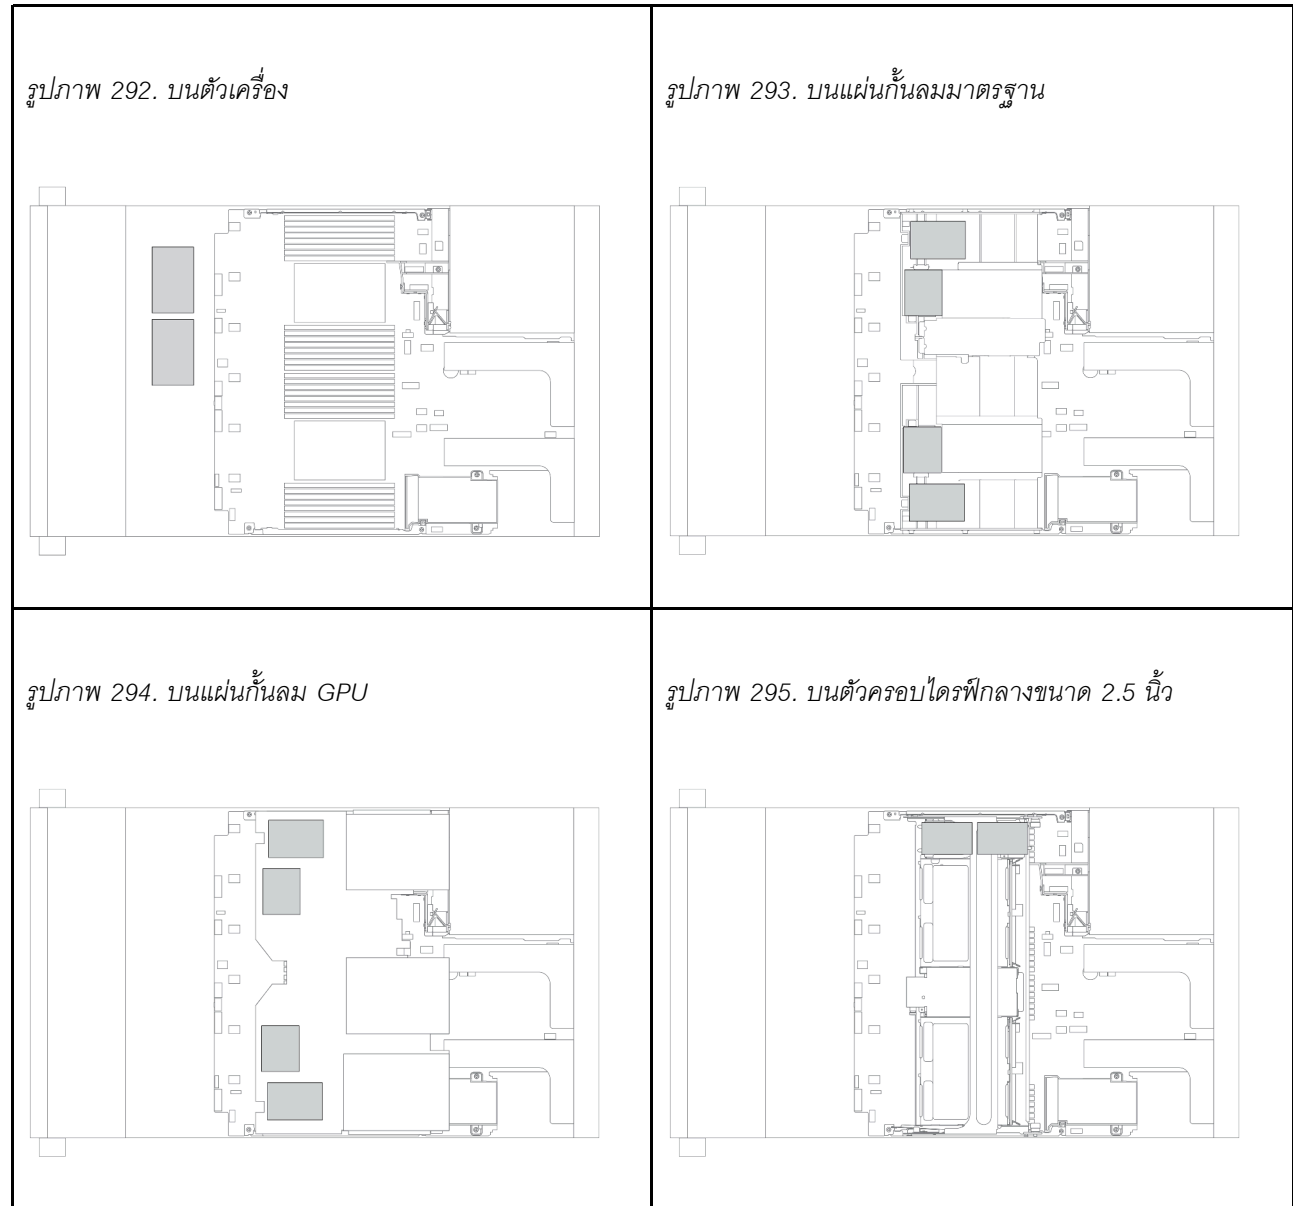 รูปภาพ 292. บนตัวเครื่อง
รูปภาพ 293. บนแผ่นกั้นลมมาตรฐาน
รูปภาพ 294. บนแผ่นกั้นลม GPU
รูปภาพ 295. บนตัวครอบไดรฟ์กลางขนาด 2.5 นิ้ว